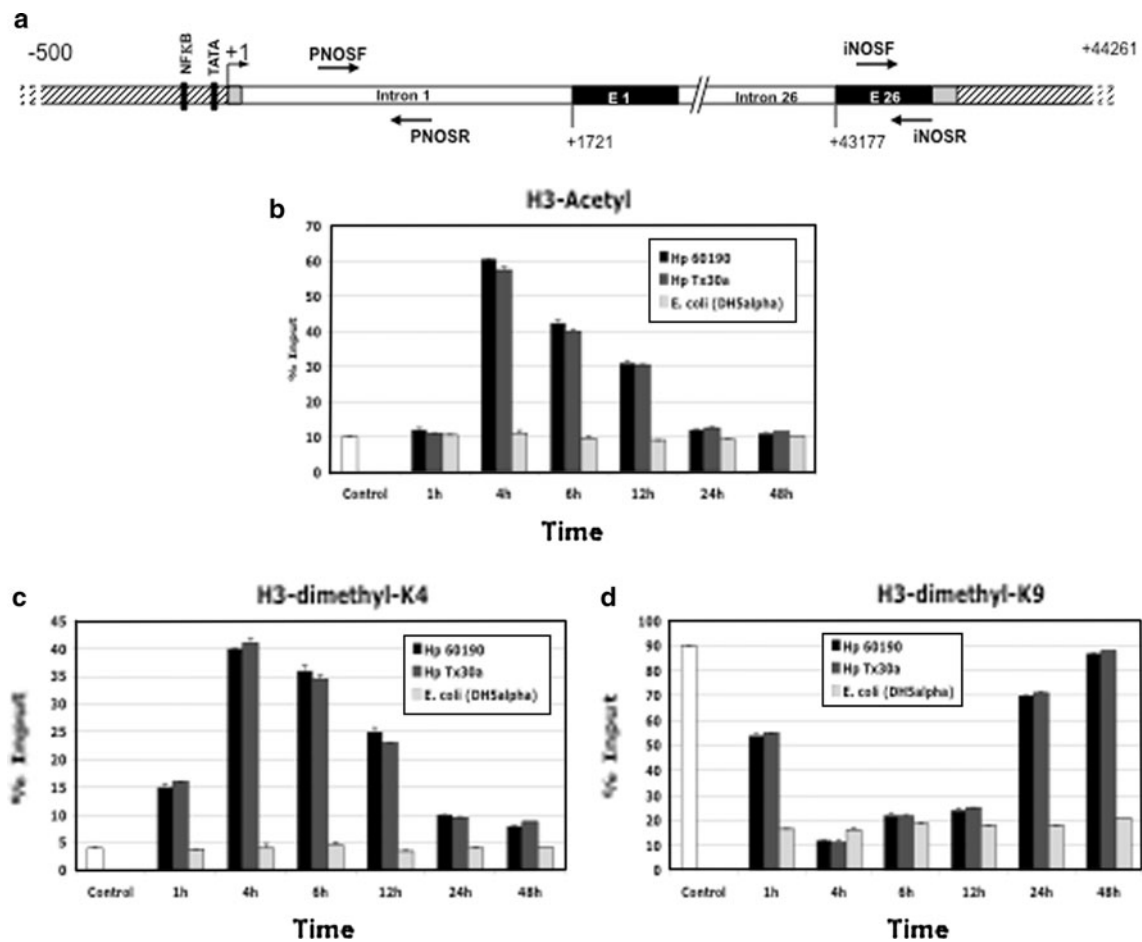 a
-500
NFKB
TATA
+1
PNOSF
iNOSF
+44261
Intron 1
E 1
Intron 26
E 26
PNOSR
+1721
+43177
iNOSR
b
H3-Acetyl
70
60
50
40
30
20
10
0
% Input
Hp 60190
Hp Tx30a
E. coli (DH5alpha)
Control 1h 4h 6h 12h 24h 48h
Time
c
H3-dimethyl-K4
45
40
35
30
25
20
15
10
5
0
% Input
Hp 60190
Hp Tx30a
E. coli (DH5alpha)
Control 1h 4h 6h 12h 24h 48h
Time
d
H3-dimethyl-K9
100
90
80
70
60
50
40
30
20
10
0
% Input
Hp 60190
Hp Tx30a
E. coli (DH5alpha)
Control 1h 4h 6h 12h 24h 48h
Time